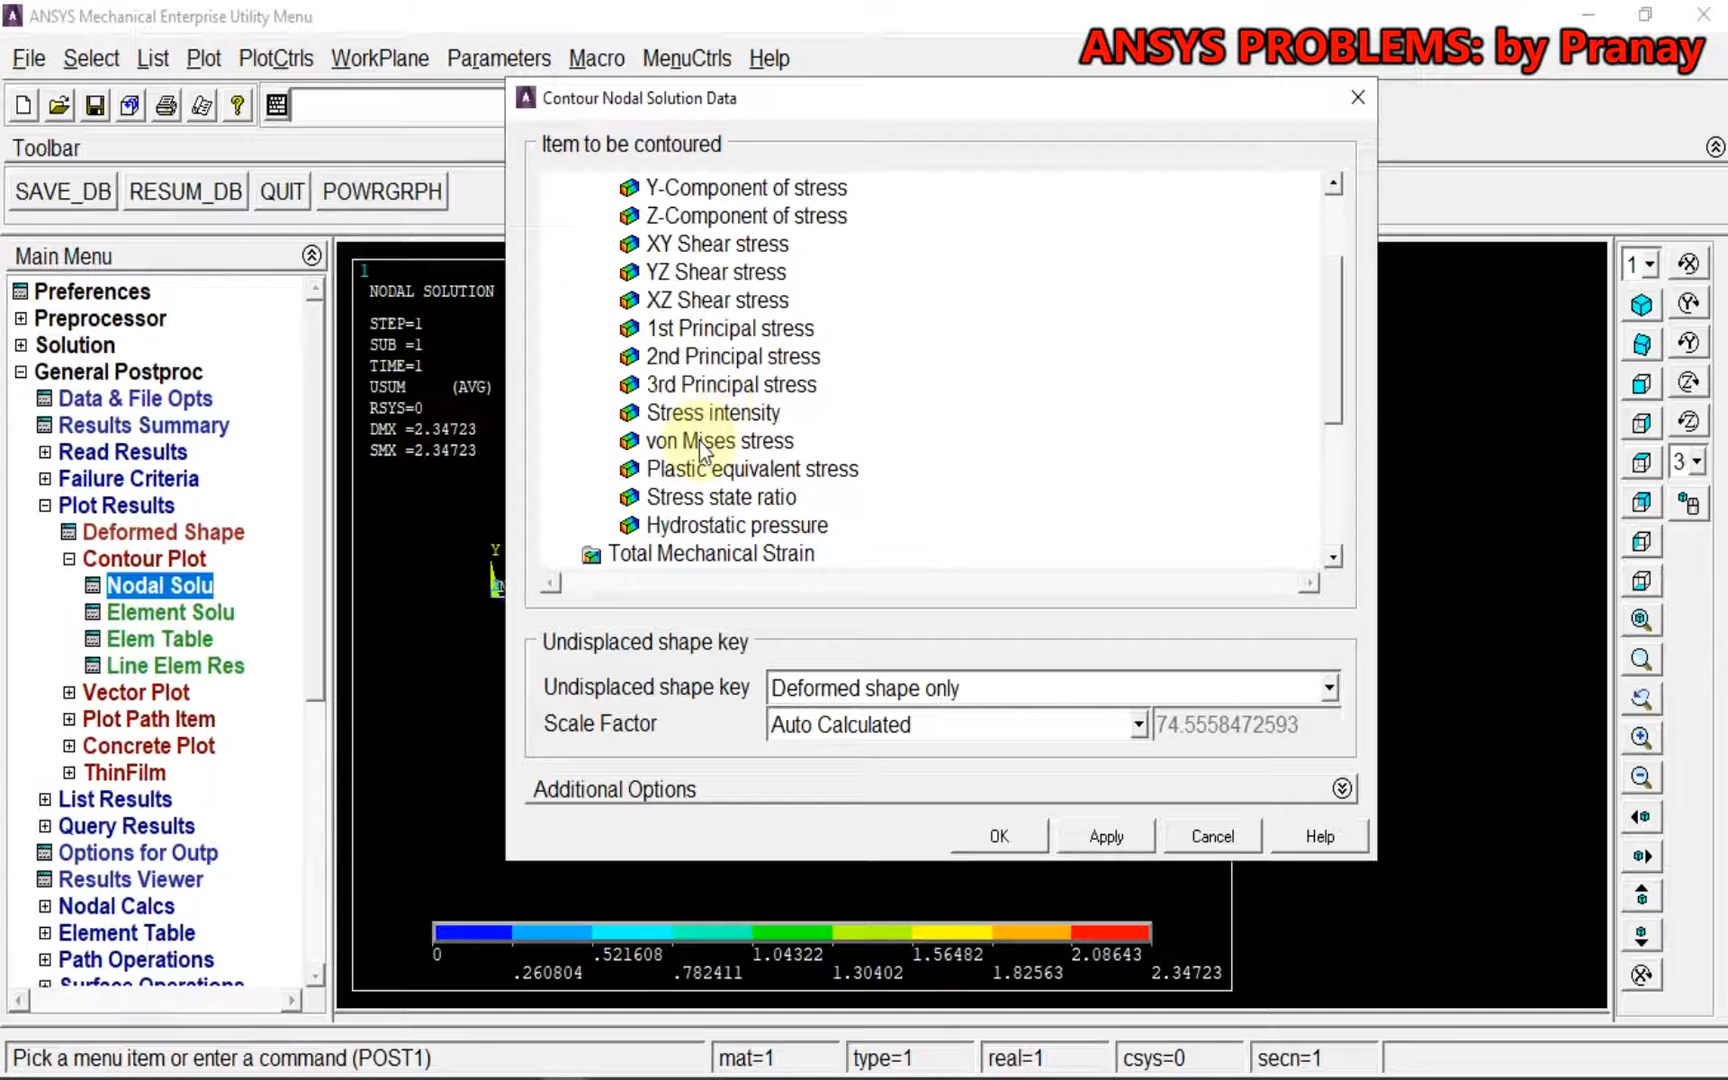 ANSYS Mechanical Enterprise Utility Menu
ANSYS PROBLEMS: by Pranay
File Select List Plot PlotCtrls WorkPlane Parameters Macro MenuCtrls Help
Toolbar
SAVE_DB RESUM_DB QUIT POWRGRPH
Main Menu
Preferences
Preprocessor
Solution
General Postproc
Data & File Opts
Results Summary
Read Results
Failure Criteria
Plot Results
Deformed Shape
Contour Plot
Nodal Solu
Element Solu
Elem Table
Line Elem Res
Vector Plot
Plot Path Item
Concrete Plot
ThinFilm
List Results
Query Results
Options for Outp
Results Viewer
Nodal Calcs
Element Table
Path Operations
Surface Operations
1
NODAL SOLUTION
STEP=1
SUB =1
TIME=1
USUM (AVG)
RSYS=0
DMX =2.34723
SMX =2.34723
Y
Contour Nodal Solution Data
Item to be contoured
Y-Component of stress
Z-Component of stress
XY Shear stress
YZ Shear stress
XZ Shear stress
1st Principal stress
2nd Principal stress
3rd Principal stress
Stress intensity
von Mises stress
Plastic equivalent stress
Stress state ratio
Hydrostatic pressure
Total Mechanical Strain
Undisplaced shape key
Undisplaced shape key Deformed shape only
Scale Factor Auto Calculated 74.5558472593
Additional Options
OK Apply Cancel Help
0 .521608 1.04322 1.56482 2.08643
.260804 .782411 1.30402 1.82563 2.34723
1
3
Pick a menu item or enter a command (POST1) mat=1 type=1 real=1 csys=0 secn=1